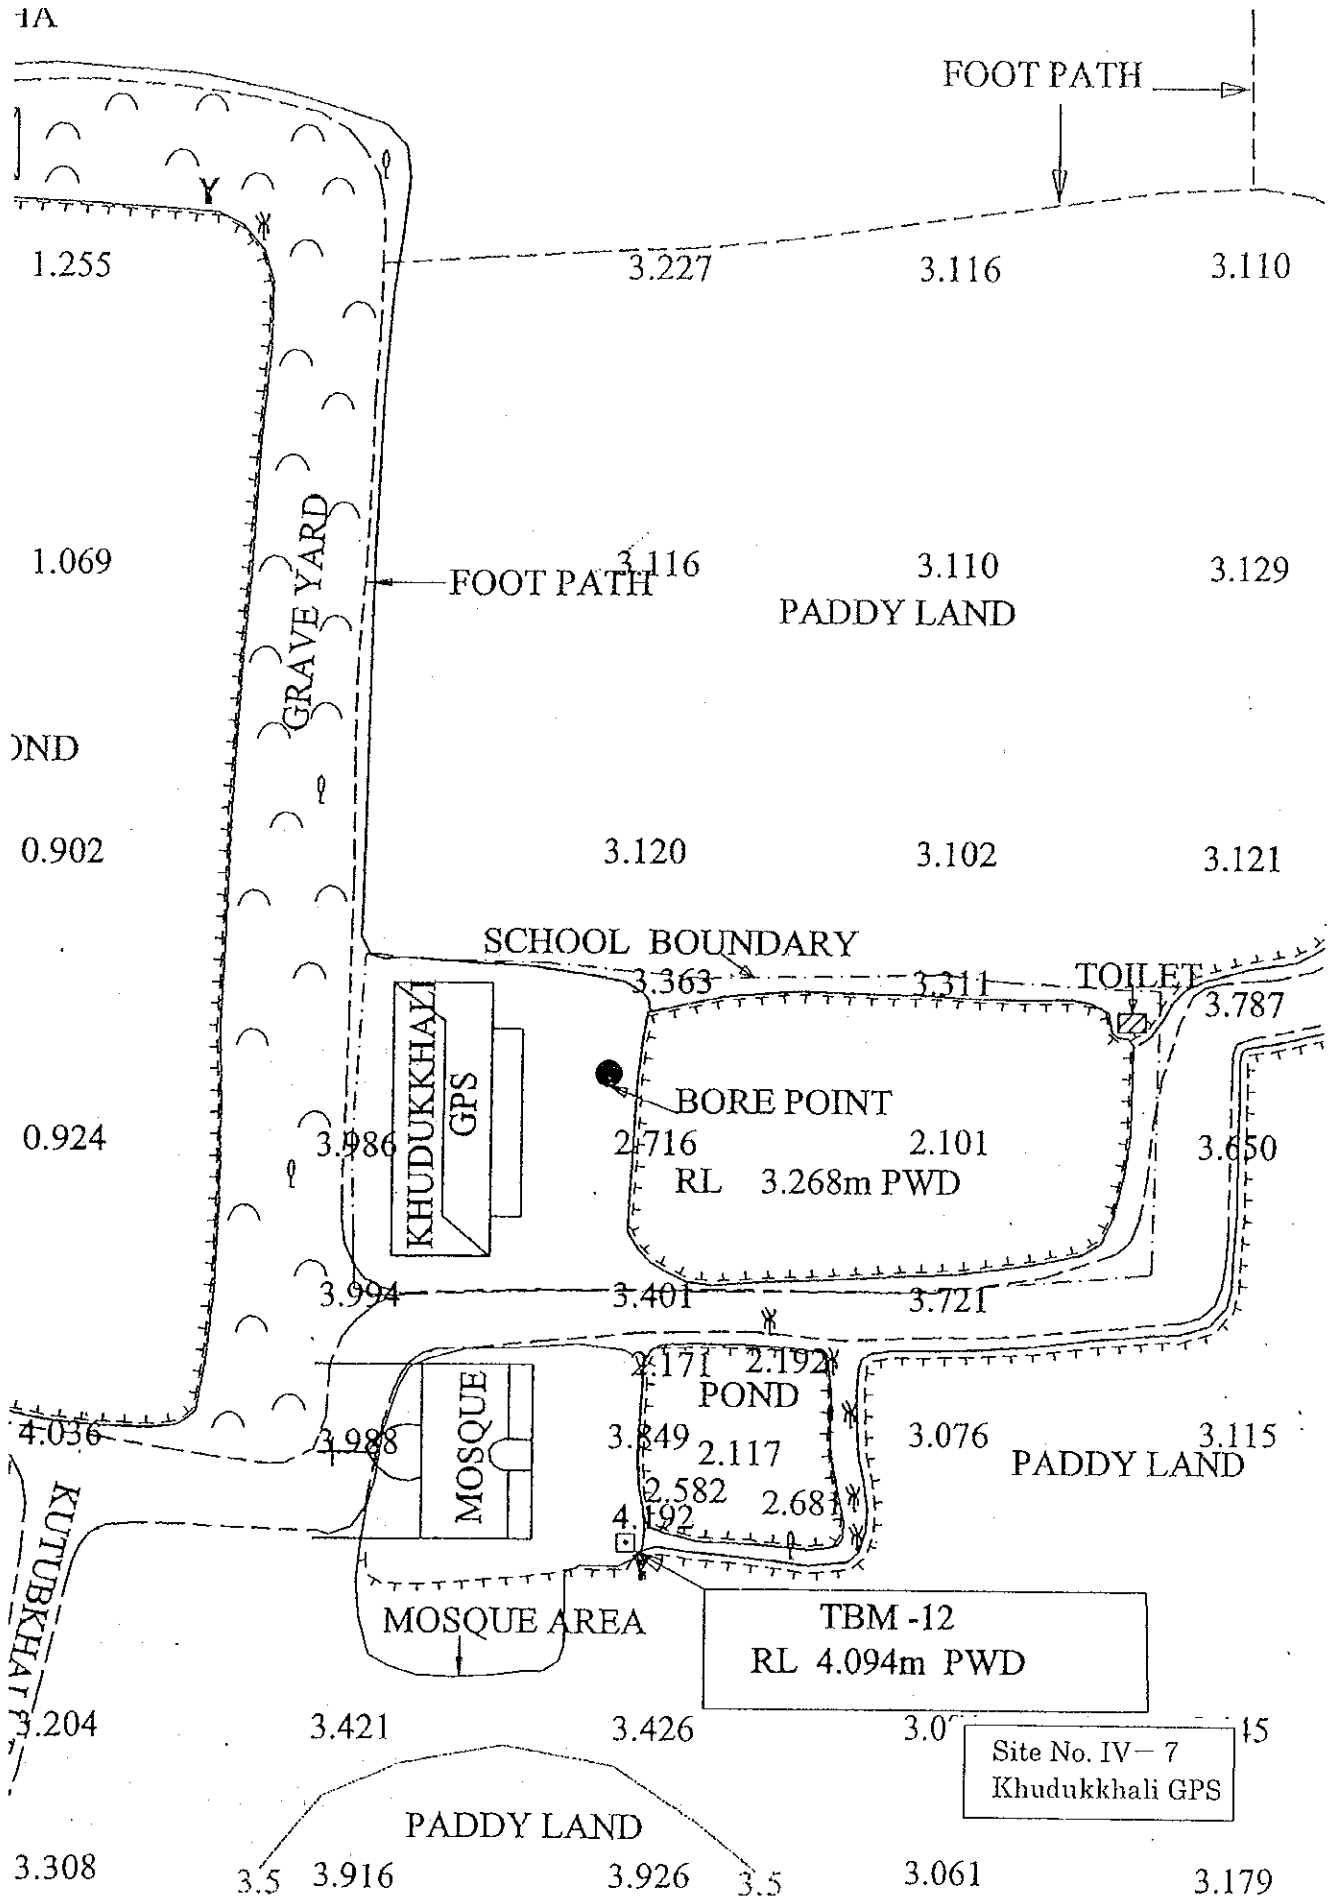 FOOT PATH
1.255 3.227 3.116 3.110
GRAVE YARD
1.069 3.116 3.110 3.129
FOOT PATH
PADDY LAND
0.902 3.120 3.102 3.121
SCHOOL BOUNDARY
3.363 3.311 TOILET
3.787
KHUDUKKHALI
GPS
BORE POINT
0.924 3.986 2.716 2.101 3.650
RL 3.268m PWD
3.994 3.401 3.721
2.171 2.192
POND
MOSQUE
4.036 3.988 3.849 2.117 3.076 3.115
PADDY LAND
2.582 2.681
4.192
MOSQUE AREA
TBM -12
RL 4.094m PWD
3.421 3.426
Site No. IV-7
Khudukkhali GPS
PADDY LAND
3.308 3.5 3.916 3.926 3.5 3.061 3.179